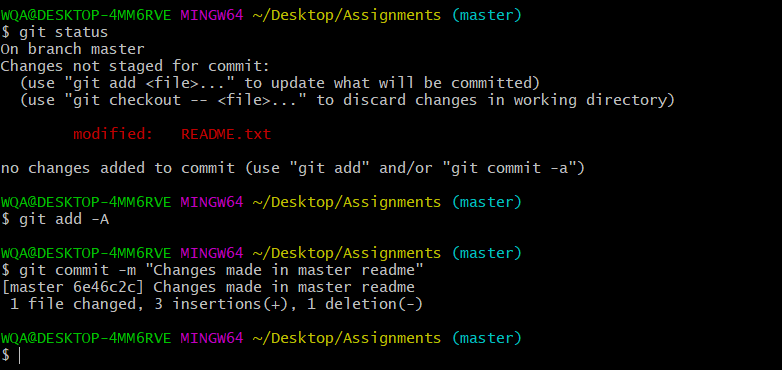 WQA@DESKTOP-4MM6RVE MINGW64 ~/Desktop/Assignments (master)
$ git status
On branch master
Changes not staged for commit:
  (use "git add <file>..." to update what will be committed)
  (use "git checkout -- <file>..." to discard changes in working directory)
        modified:   README.txt
no changes added to commit (use "git add" and/or "git commit -a")
WQA@DESKTOP-4MM6RVE MINGW64 ~/Desktop/Assignments (master)
$ git add -A
WQA@DESKTOP-4MM6RVE MINGW64 ~/Desktop/Assignments (master)
$ git commit -m "Changes made in master readme"
[master 6e46c2c] Changes made in master readme
 1 file changed, 3 insertions(+), 1 deletion(-)
WQA@DESKTOP-4MM6RVE MINGW64 ~/Desktop/Assignments (master)
$